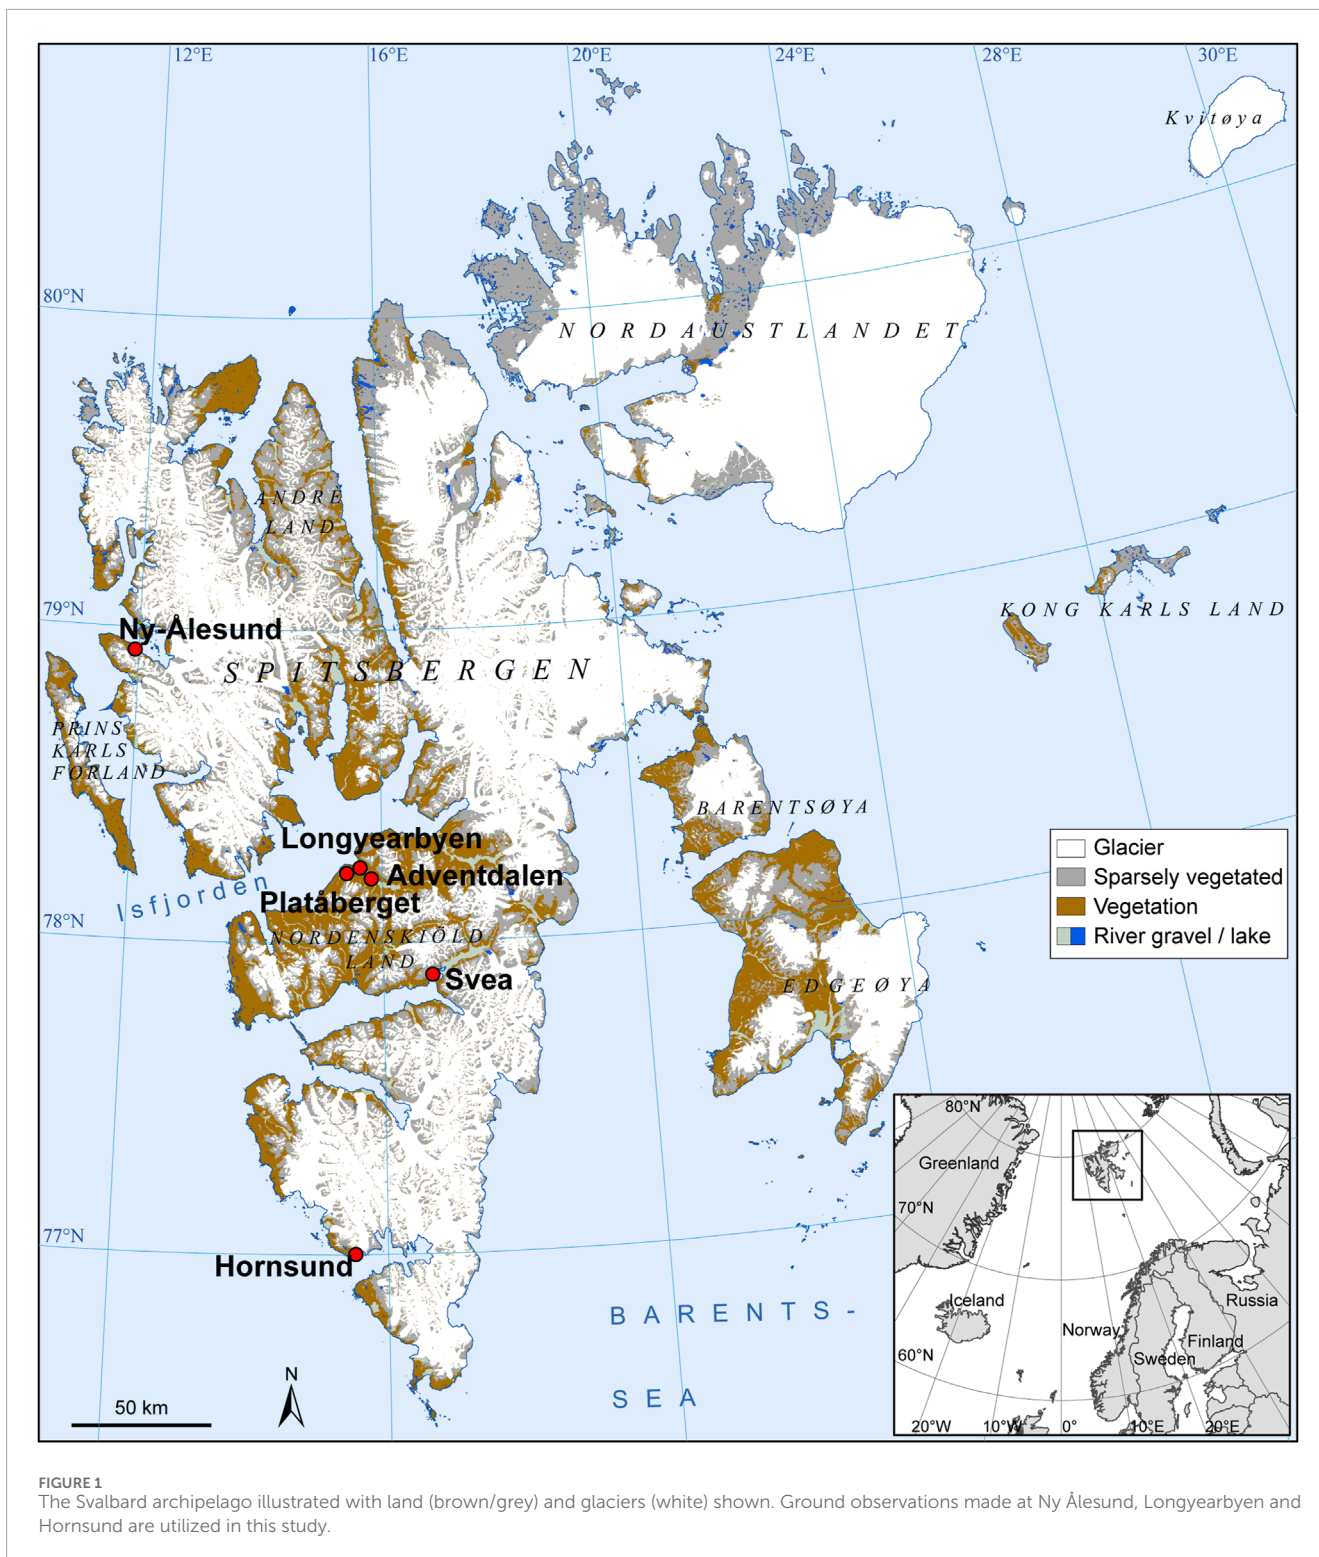 12°E
16°E
20°E
24°E
28°E
30°E
Kvitøya
80°N
NORDAUSTLANDET
ANDRÉ
LAND
79°N
KONG KARLS LAND
Ny-Ålesund
SPITSBERGEN
PRINS
KARLS
FORLAND
BARENTSØYA
Longyearbyen
Adventdalen
Platåberget
Isfjorden
78°N
NORDENSKIÖLD
LAND
Svea
EDGEØYA
Glacier
Sparsely vegetated
Vegetation
River gravel / lake
77°N
Hornsund
BARENTS-
SEA
N
50 km
80°N
Greenland
70°N
Iceland
Norway
Russia
Finland
Sweden
60°N
20°W
10°W
0°
10°E
20°E
FIGURE 1
The Svalbard archipelago illustrated with land (brown/grey) and glaciers (white) shown. Ground observations made at Ny Ålesund, Longyearbyen and
Hornsund are utilized in this study.